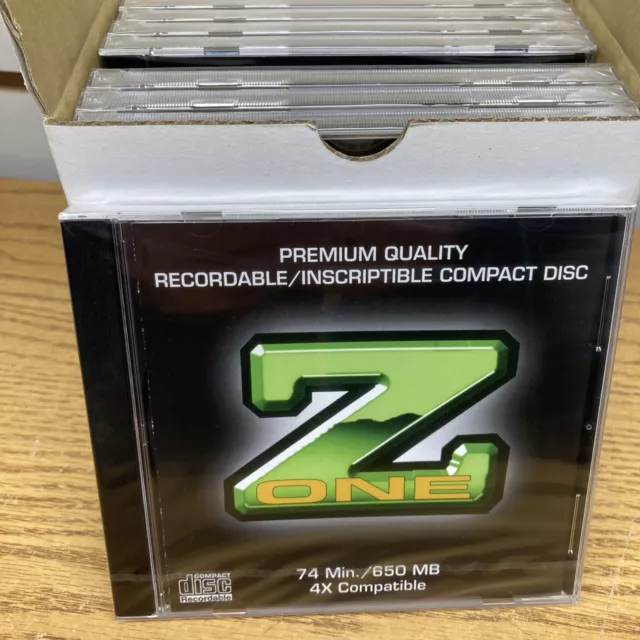 PREMIUM QUALITY
RECORDABLE/INSCRIPTIBLE COMPACT DISC
Z
ONE
74 Min./650 MB
4X Compatible
COMPACT
disc
Recordable